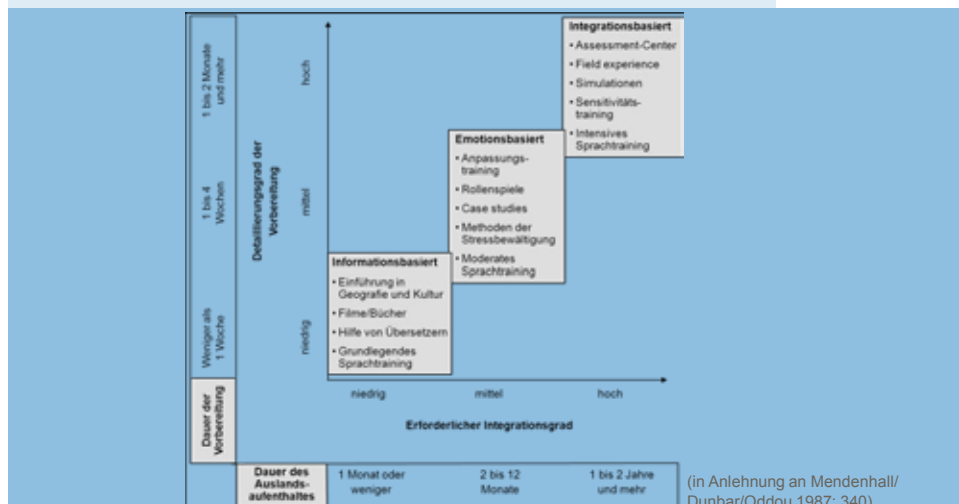 Integrationsbasiert
• Assessment-Center
• Field experience
• Simulationen
• Sensitivitäts-
training
• Intensives
Sprachtraining
Emotionsbasiert
• Anpassungs-
training
• Rollenspiele
• Case studies
• Methoden der
Stressbewältigung
• Moderates
Sprachtraining
Informationsbasiert
• Einführung in
Geografie und Kultur
• Filme/Bücher
• Hilfe von Übersetzern
• Grundlegendes
Sprachtraining
1 bis 2 Monate
und mehr
1 bis 4
Wochen
Weniger als
1 Woche
Dauer der
Vorbereitung
Detaillierungsgrad der
Vorbereitung
hoch
mittel
niedrig
niedrig mittel hoch
Erforderlicher Integrationsgrad
Dauer des
Auslands-
aufenthaltes
1 Monat oder
weniger
2 bis 12
Monate
1 bis 2 Jahre
und mehr
(in Anlehnung an Mendenhall/
Dunbar/Oddou 1987: 340)